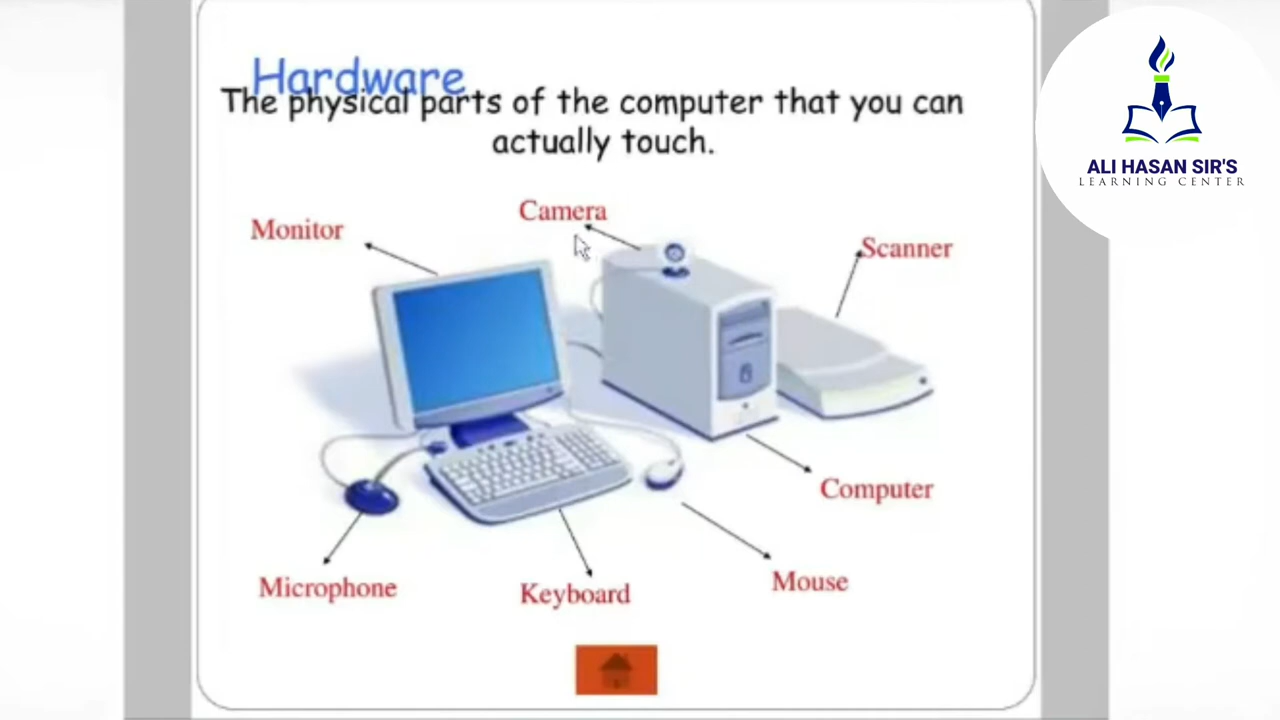 Hardware
The physical parts of the computer that you can
actually touch.
Camera
Monitor
Scanner
Computer
Mouse
Microphone
Keyboard
ALI HASAN SIR'S
LEARNING CENTER